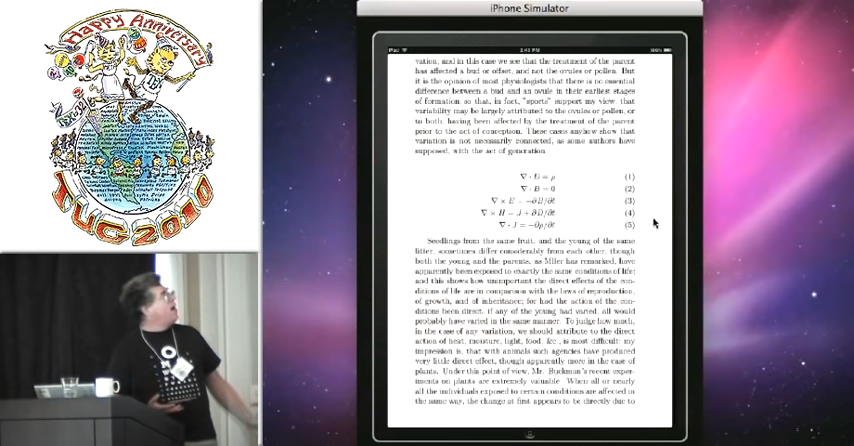 Happy Anniversary
TUG 2010
iPhone Simulator
iPad
2:43 PM
100%
vation, and in this case we see that the treatment of the parent
has affected a bud or offset, and not the ovules or pollen. But
it is the opinion of most physiologists that there is no essential
difference between a bud and an ovule in their earliest stages
of formation; so that, in fact, "sports" support my view, that
variability may be largely attributed to the ovules or pollen, or
to both, having been affected by the treatment of the parent
prior to the act of conception. These cases anyhow show that
variation is not necessarily connected, as some authors have
supposed, with the act of generation.
∇ · D = ρ (1)
∇ · B = 0 (2)
∇ × E = −∂B/∂t (3)
∇ × H = J + ∂D/∂t (4)
∇ · J = −∂ρ/∂t (5)
Seedlings from the same fruit, and the young of the same
litter, sometimes differ considerably from each other, though
both the young and the parents, as Mller has remarked, have
apparently been exposed to exactly the same conditions of life;
and this shows how unimportant the direct effects of the con-
ditions of life are in comparison with the laws of reproduction,
of growth, and of inheritance; for had the action of the con-
ditions been direct, if any of the young had varied, all would
probably have varied in the same manner. To judge how much,
in the case of any variation, we should attribute to the direct
action of heat, moisture, light, food, &c., is most difficult: my
impression is, that with animals such agencies have produced
very little direct effect, though apparently more in the case of
plants. Under this point of view, Mr. Buckman's recent exper-
iments on plants are extremely valuable. When all or nearly
all the individuals exposed to certain conditions are affected in
the same way, the change at first appears to be directly due to